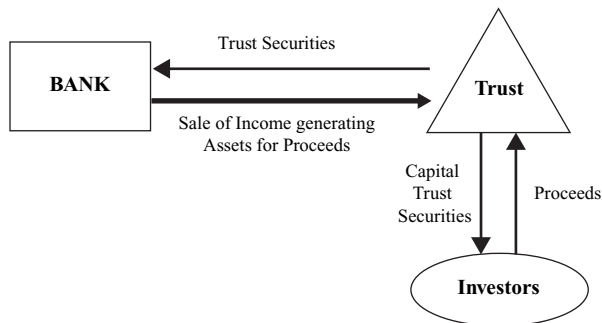 Trust Securities
BANK
Trust
Sale of Income generating
Assets for Proceeds
Capital
Trust
Securities
Proceeds
Investors